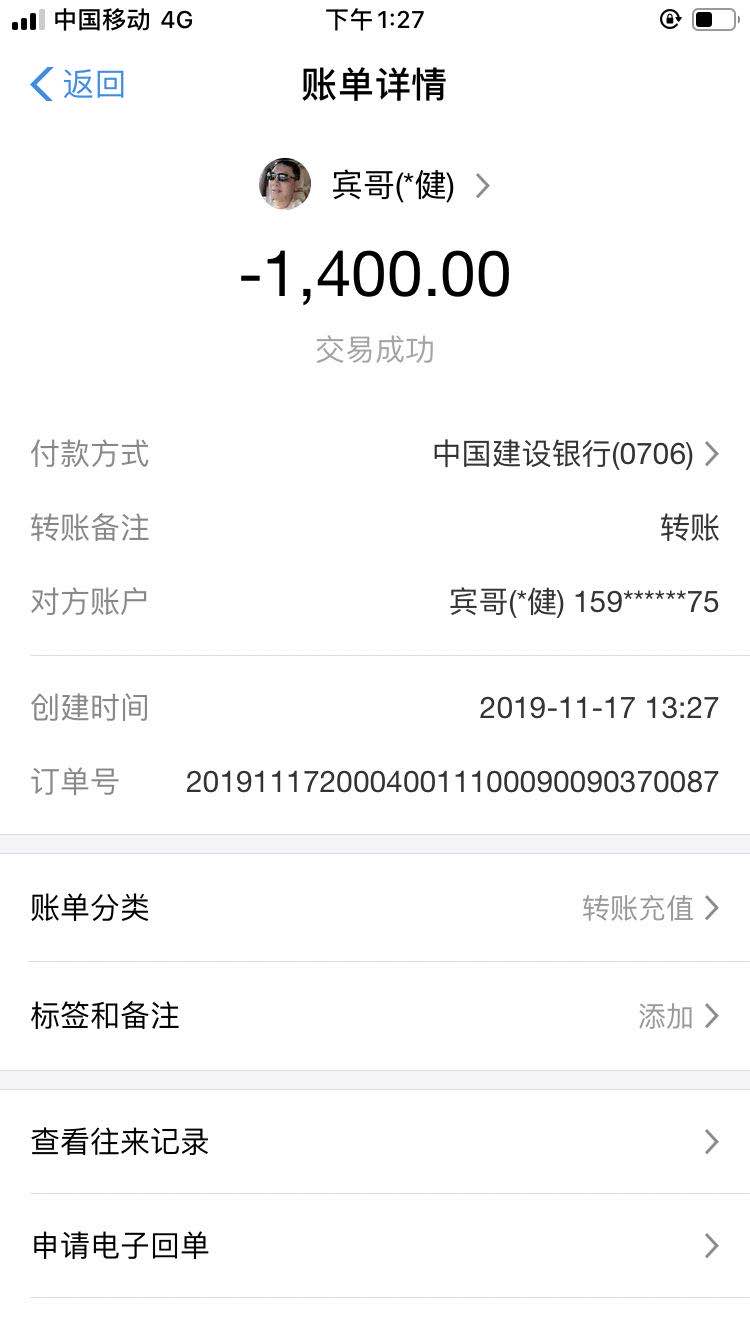 中国移动 4G 下午1:27
返回 账单详情
宾哥(*健)
-1,400.00
交易成功
付款方式 中国建设银行(0706)
转账备注 转账
对方账户 宾哥(*健) 159******75
创建时间 2019-11-17 13:27
订单号 20191117200040011100090090370087
账单分类 转账充值
标签和备注 添加
查看往来记录
申请电子回单